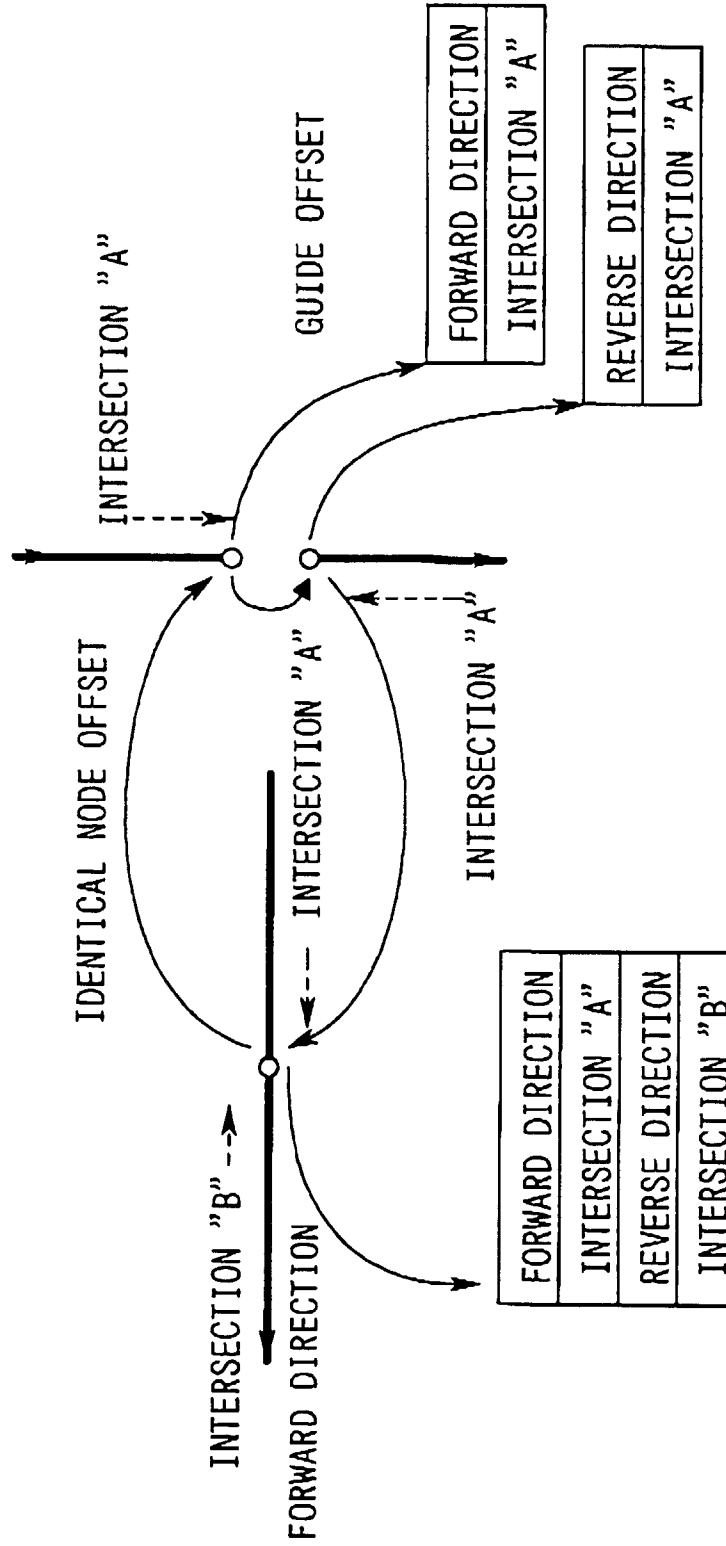 IDENTICAL NODE OFFSET
INTERSECTION "A"
INTERSECTION "B"
FORWARD DIRECTION
INTERSECTION "A"
GUIDE OFFSET
INTERSECTION "A"
FORWARD DIRECTION
INTERSECTION "A"
REVERSE DIRECTION
INTERSECTION "A"
FORWARD DIRECTION
INTERSECTION "A"
REVERSE DIRECTION
INTERSECTION "B"